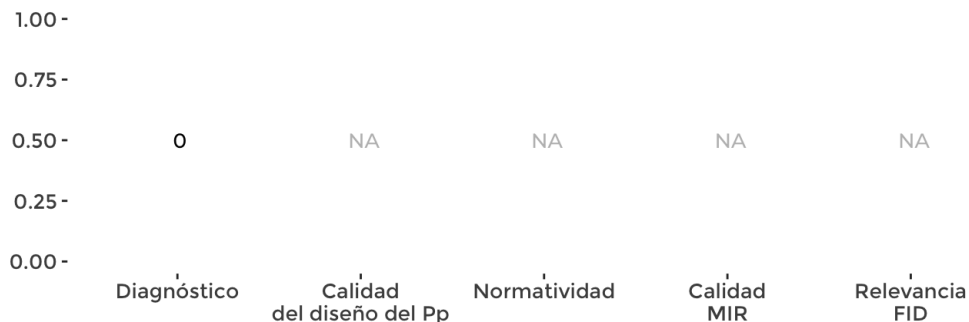 1.00
0.75
0.50
0 NA NA NA NA
0.25
0.00
Diagnóstico Calidad Normatividad Calidad Relevancia
del diseño del Pp MIR FID